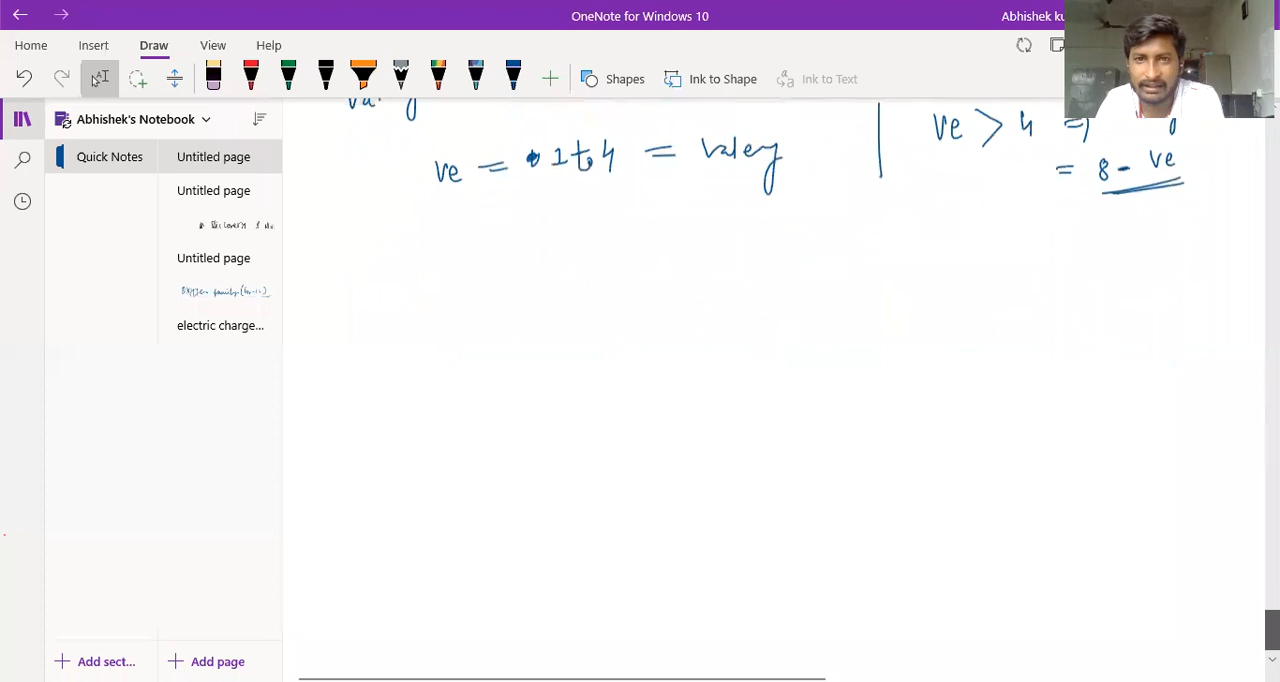 OneNote for Windows 10
Abhishek ku
Home Insert Draw View Help
Shapes Ink to Shape Ink to Text
Abhishek's Notebook
Quick Notes
Untitled page
Untitled page
Untitled page
Oxygen family
electric charge...
ve = 1 to 4 = valency
ve > 4 =>
= 8 - ve
Add sect... Add page